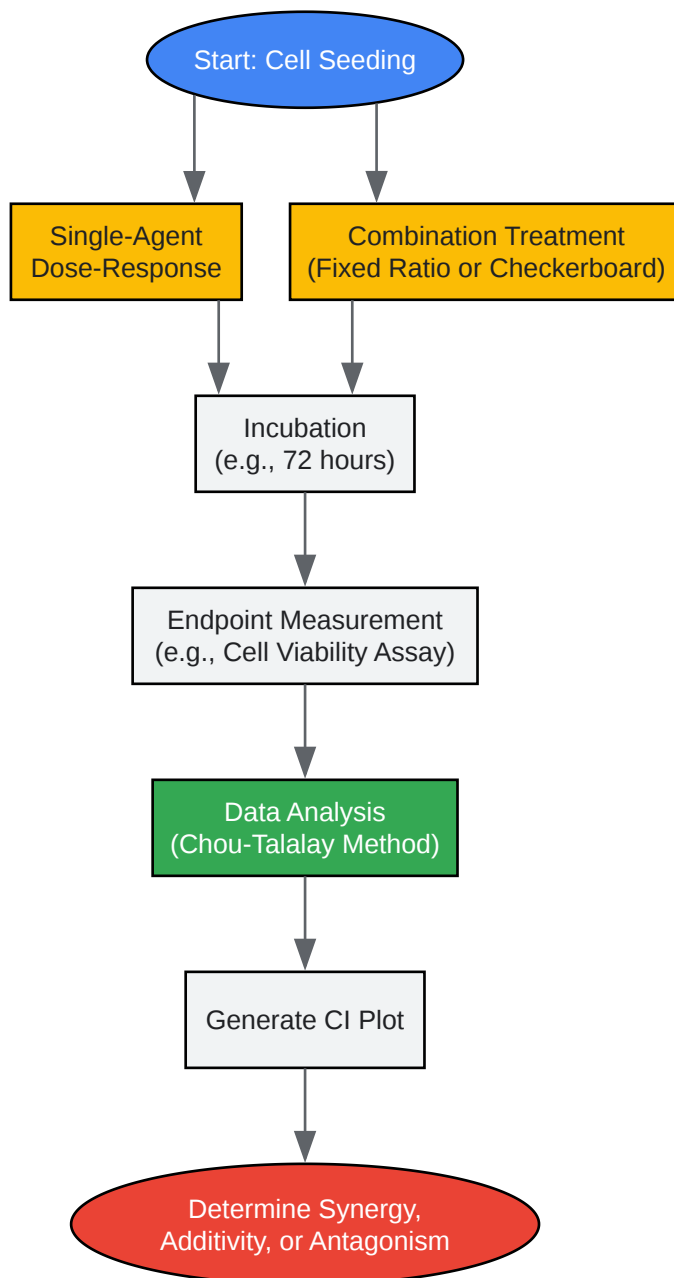 Start: Cell Seeding
Single-Agent
Dose-Response
Combination Treatment
(Fixed Ratio or Checkerboard)
Incubation
(e.g., 72 hours)
Endpoint Measurement
(e.g., Cell Viability Assay)
Data Analysis
(Chou-Talalay Method)
Generate CI Plot
Determine Synergy,
Additivity, or Antagonism